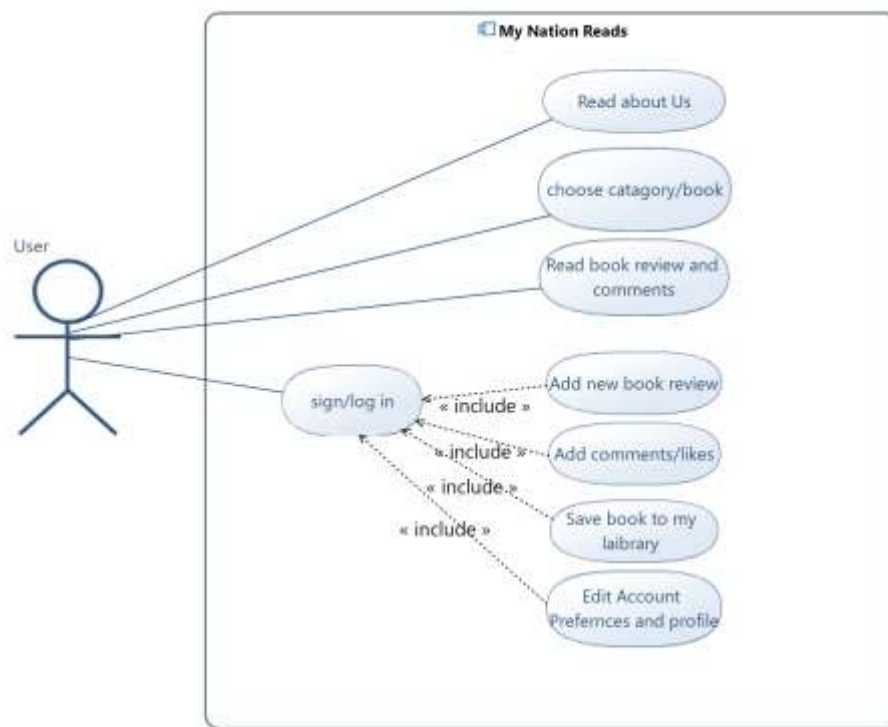 My Nation Reads
Read about Us
choose catagory/book
User
Read book review and
comments
sign/log in
Add new book review
« include »
Add comments/likes
« include »
« include »
Save book to my
laibrary
« include »
Edit Account
Prefernces and profile